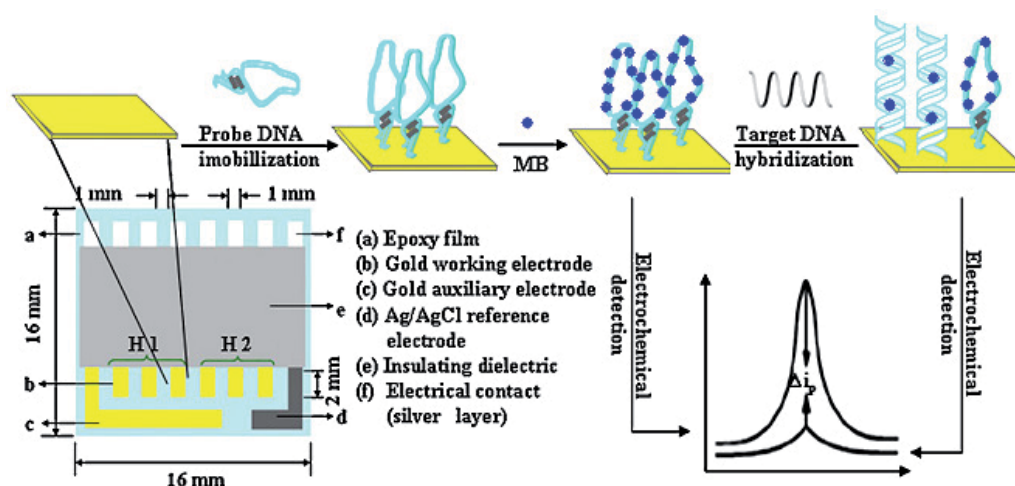 Probe DNA
imobillization
MB
Target DNA
hybridization
1 mm
1 mm
a
f
16 mm
H 1
H 2
e
b
2 mm
c
d
16 mm
(a) Epoxy film
(b) Gold working electrode
(c) Gold auxiliary electrode
(d) Ag/AgCl reference
electrode
(e) Insulating dielectric
(f) Electrical contact
(silver layer)
Electrochemical
detection
Electrochemical
detection
Δ ip